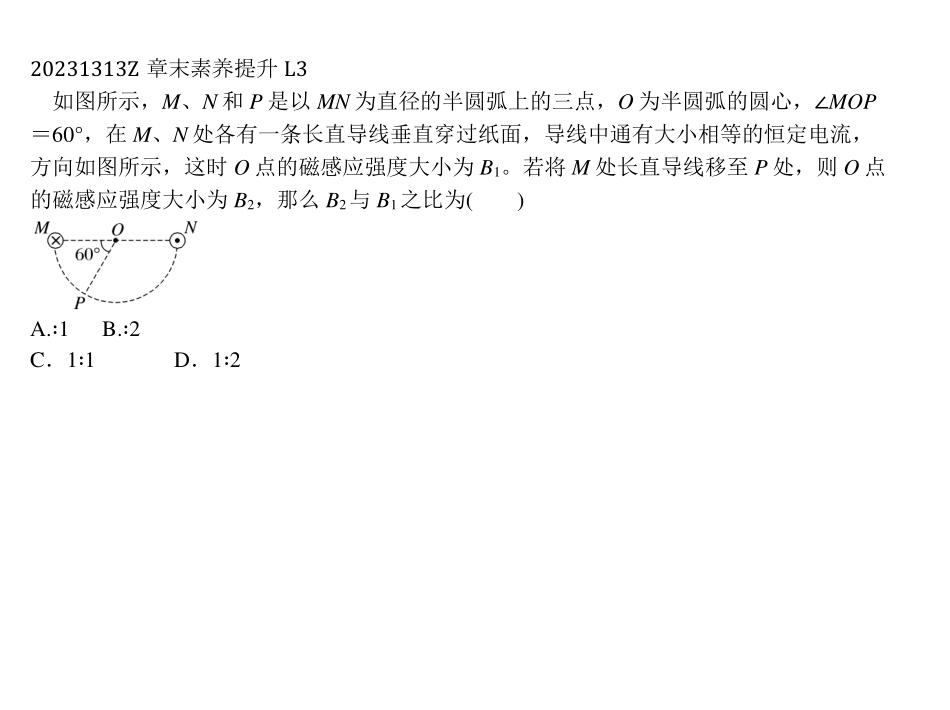 20231313Z 章末素养提升 L3
如图所示，M、N 和 P 是以 MN 为直径的半圆弧上的三点，O 为半圆弧的圆心，∠MOP
＝60°，在 M、N 处各有一条长直导线垂直穿过纸面，导线中通有大小相等的恒定电流，
方向如图所示，这时 O 点的磁感应强度大小为 B₁。若将 M 处长直导线移至 P 处，则 O 点
的磁感应强度大小为 B₂，那么 B₂与 B₁之比为(　　)
M O N
60°
P
A.∶1 B.∶2
C．1∶1 D．1∶2